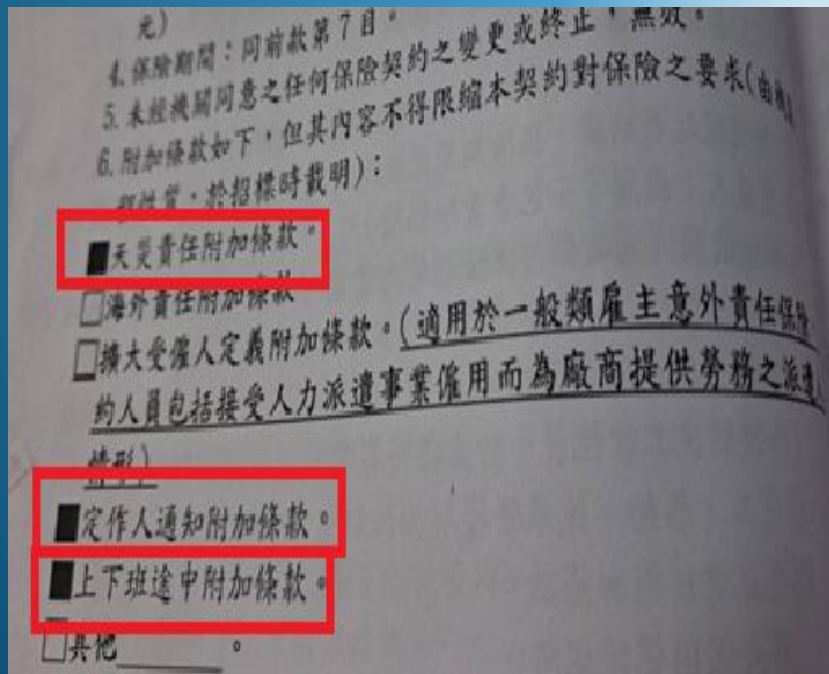 元)
4. 保險期間：同前款第7目。
5. 未經機關同意之任何保險契約之變更或終止，無效。
6. 附加條款如下，但其內容不得限縮本契約對保險之要求(由機
性質，於招標時載明)：
■天災責任附加條款。
□海外責任附加條款
□擴大受僱人定義附加條款。(適用於一般類雇主意外責任保險
約人員包括接受人力派遣事業僱用而為廠商提供勞務之派遣
情形)
■定作人通知附加條款。
■上下班途中附加條款。
□其他______。